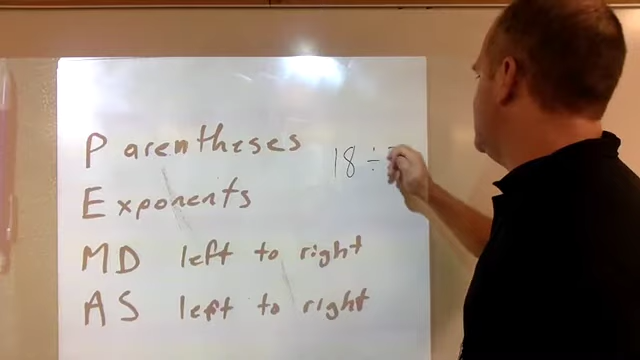 Parentheses
18 ÷
Exponents
MD left to right
AS left to right